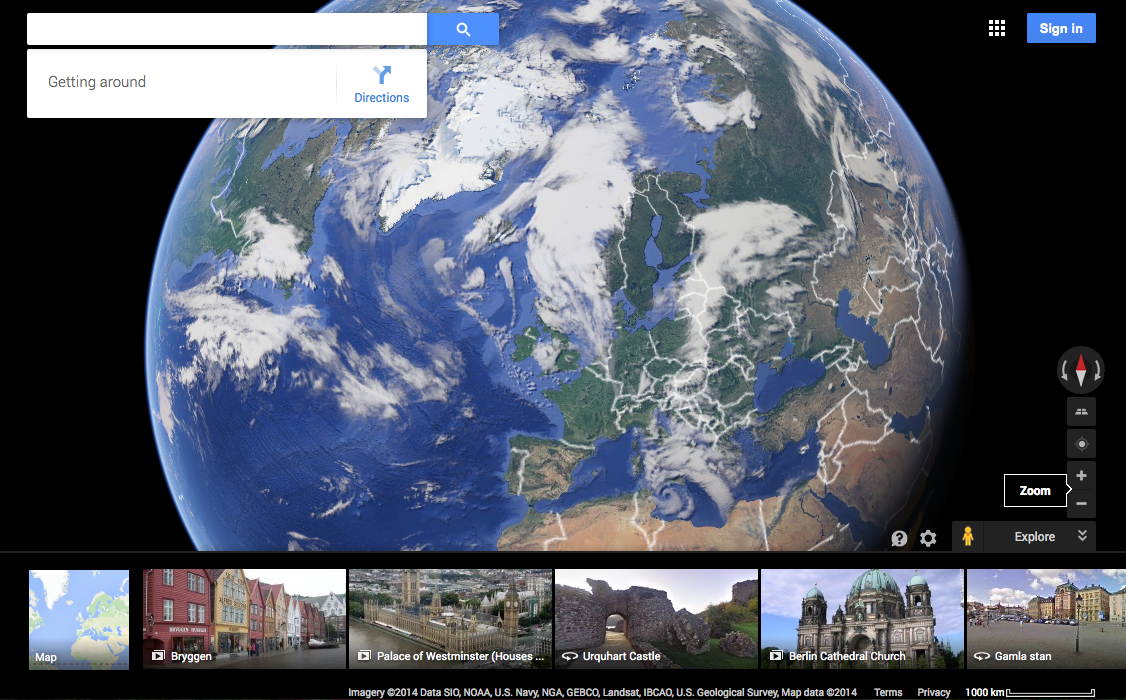 Sign in
Getting around
Directions
Zoom
Explore
Map
BRYGGEN MUSEUM
Bryggen
Palace of Westminster (Houses ...
Urquhart Castle
Berlin Cathedral Church
Gamla stan
Imagery ©2014 Data SIO, NOAA, U.S. Navy, NGA, GEBCO, Landsat, IBCAO, U.S. Geological Survey, Map data ©2014 Terms Privacy 1000 km